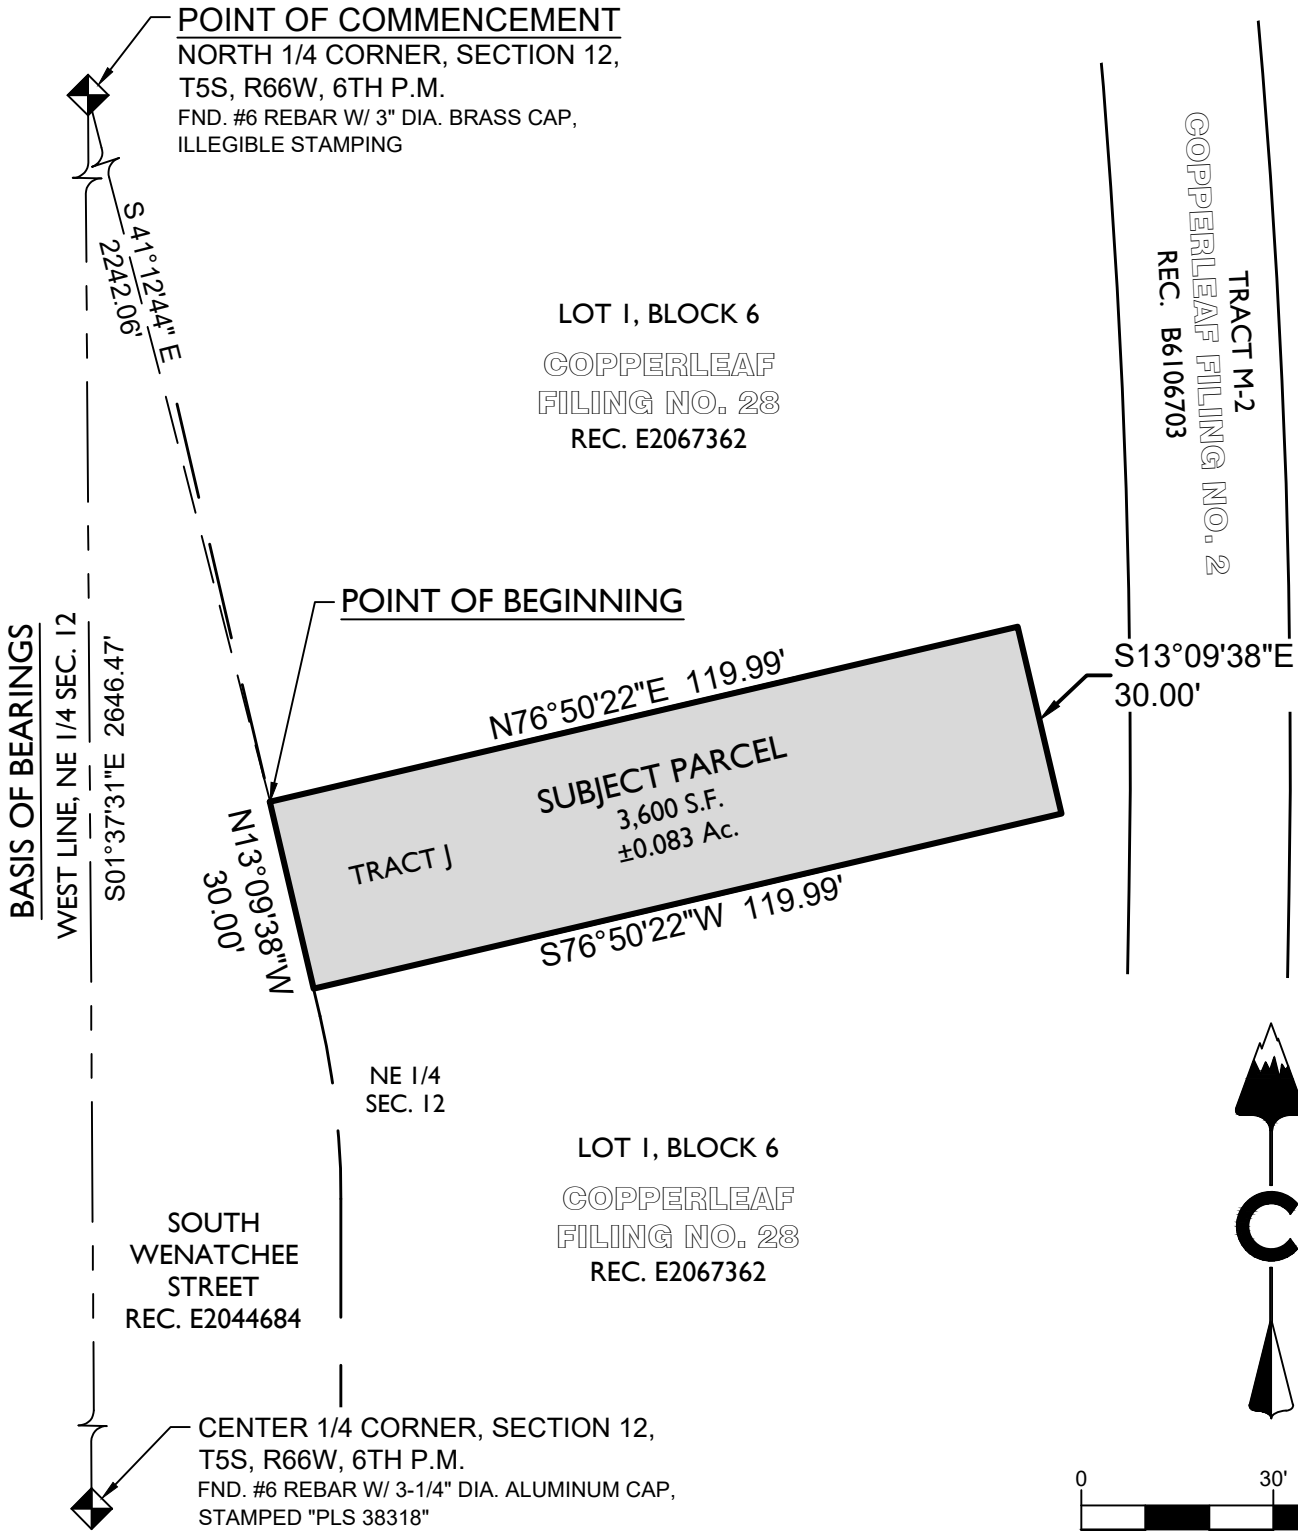 POINT OF COMMENCEMENT
NORTH 1/4 CORNER, SECTION 12,
T5S, R66W, 6TH P.M.
FND. #6 REBAR W/ 3" DIA. BRASS CAP,
ILLEGIBLE STAMPING
S 41°12'44" E
2242.06'
LOT 1, BLOCK 6
COPPERLEAF
FILING NO. 28
REC. E2067362
TRACT M-2
COPPERLEAF FILING NO. 2
REC. B6106703
BASIS OF BEARINGS
WEST LINE, NE 1/4 SEC. 12
S01°37'31"E 2646.47'
POINT OF BEGINNING
N76°50'22"E 119.99'
S13°09'38"E
30.00'
SUBJECT PARCEL
3,600 S.F.
±0.083 Ac.
TRACT J
N13°09'38"W
30.00'
S76°50'22"W 119.99'
NE 1/4
SEC. 12
LOT 1, BLOCK 6
COPPERLEAF
FILING NO. 28
REC. E2067362
SOUTH
WENATCHEE
STREET
REC. E2044684
C
CENTER 1/4 CORNER, SECTION 12,
T5S, R66W, 6TH P.M.
FND. #6 REBAR W/ 3-1/4" DIA. ALUMINUM CAP,
STAMPED "PLS 38318"
0 30'